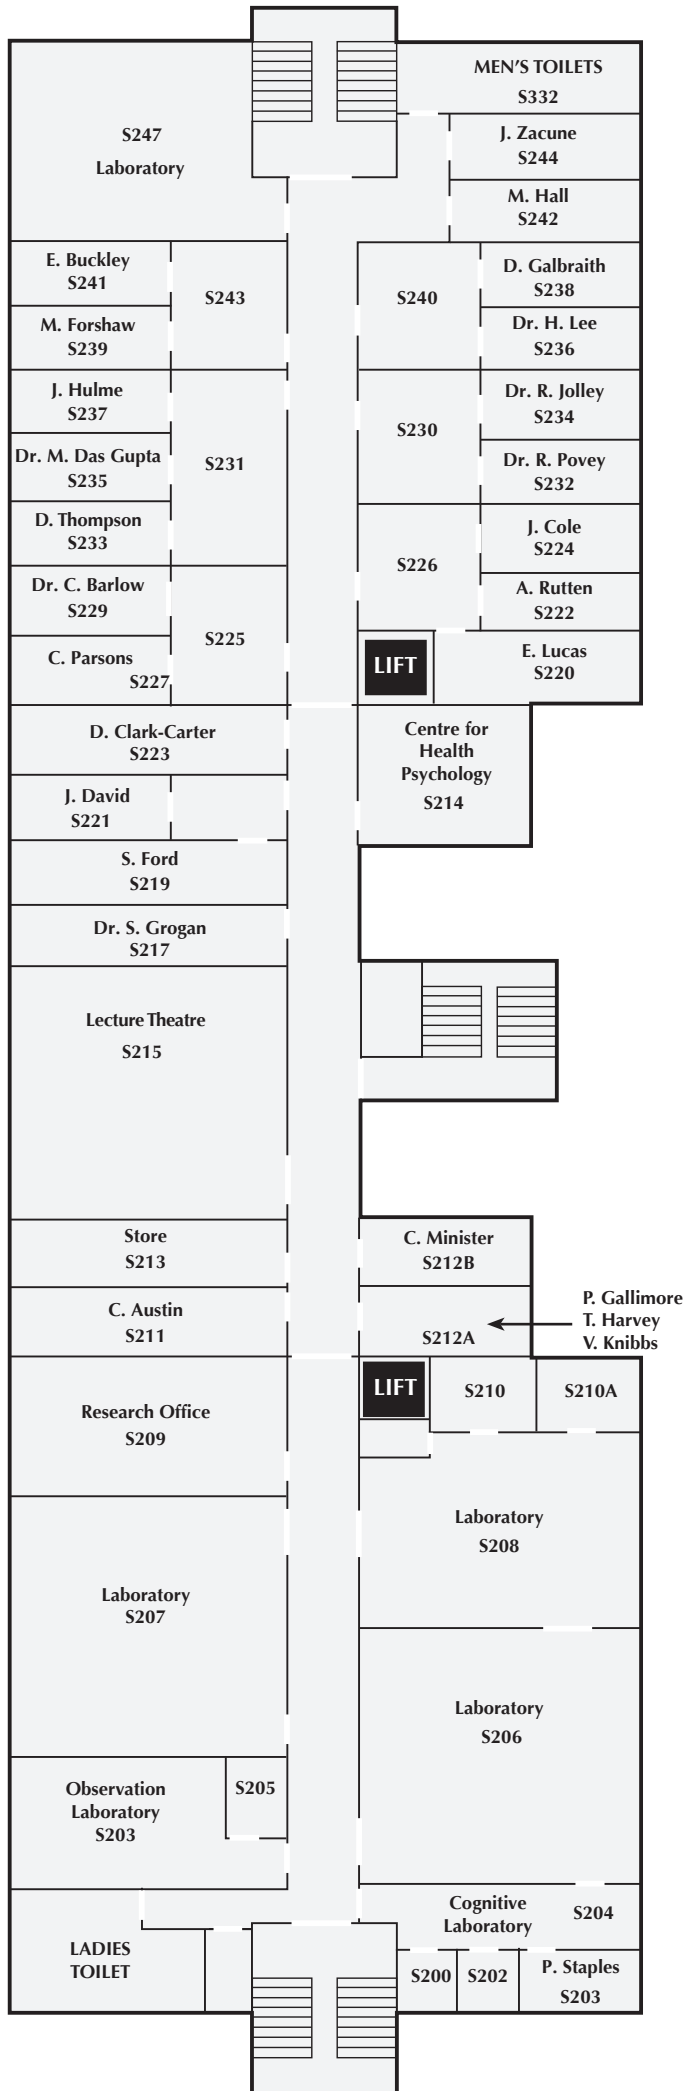 MEN'S TOILETS
S332
S247
Laboratory
J. Zacune
S244
M. Hall
S242
E. Buckley
S241
S243
S240
D. Galbraith
S238
M. Forshaw
S239
Dr. H. Lee
S236
J. Hulme
S237
Dr. R. Jolley
S234
S230
Dr. M. Das Gupta
S235
S231
Dr. R. Povey
S232
D. Thompson
S233
J. Cole
S224
S226
Dr. C. Barlow
S229
A. Rutten
S222
S225
C. Parsons
S227
LIFT
E. Lucas
S220
D. Clark-Carter
S223
Centre for
Health
Psychology
S214
J. David
S221
S. Ford
S219
Dr. S. Grogan
S217
Lecture Theatre
S215
Store
S213
C. Minister
S212B
C. Austin
S211
S212A
P. Gallimore
T. Harvey
V. Knibbs
LIFT
S210
S210A
Research Office
S209
Laboratory
S208
Laboratory
S207
Laboratory
S206
Observation
Laboratory
S203
S205
Cognitive
Laboratory
S204
LADIES
TOILET
S200
S202
P. Staples
S203